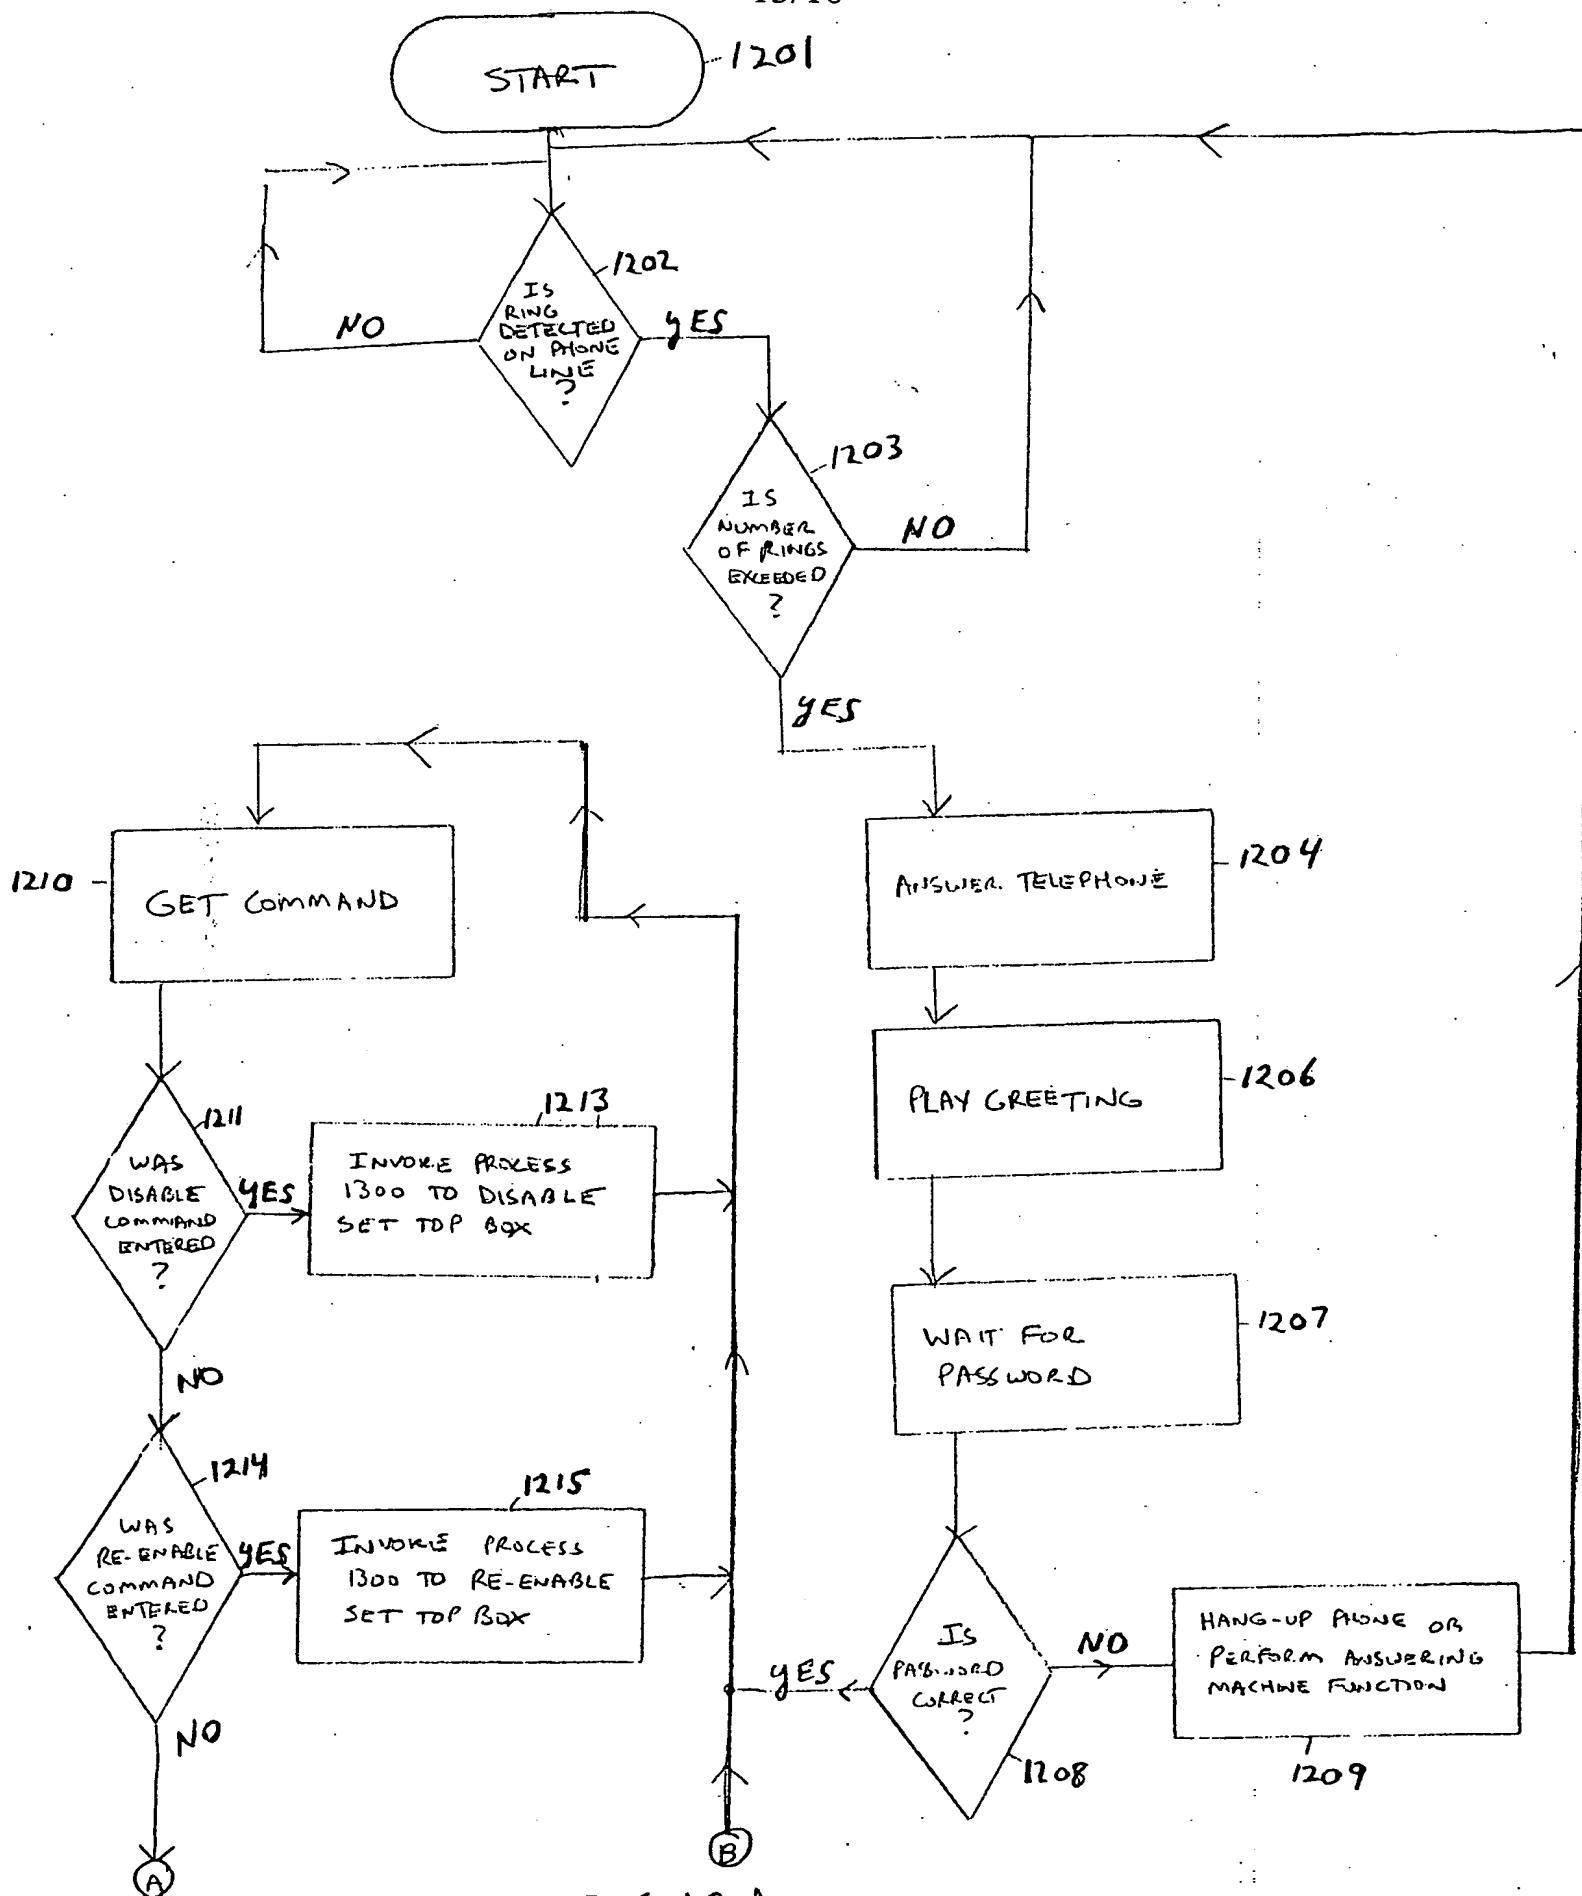 START
1201
1202
IS
RING
DETECTED
ON PHONE
LINE
?
NO
YES
1203
IS
NUMBER
OF RINGS
EXCEEDED
?
NO
YES
1204
ANSWER TELEPHONE
1206
PLAY GREETING
1207
WAIT FOR
PASSWORD
IS
PASSWORD
CORRECT
?
1208
YES
NO
HANG-UP PHONE OR
PERFORM ANSWERING
MACHINE FUNCTION
1209
1210
GET COMMAND
1211
WAS
DISABLE
COMMAND
ENTERED
?
YES
1213
INVOKE PROCESS
1300 TO DISABLE
SET TOP BOX
NO
1214
WAS
RE-ENABLE
COMMAND
ENTERED
?
YES
1215
INVOKE PROCESS
1300 TO RE-ENABLE
SET TOP BOX
NO
A
B